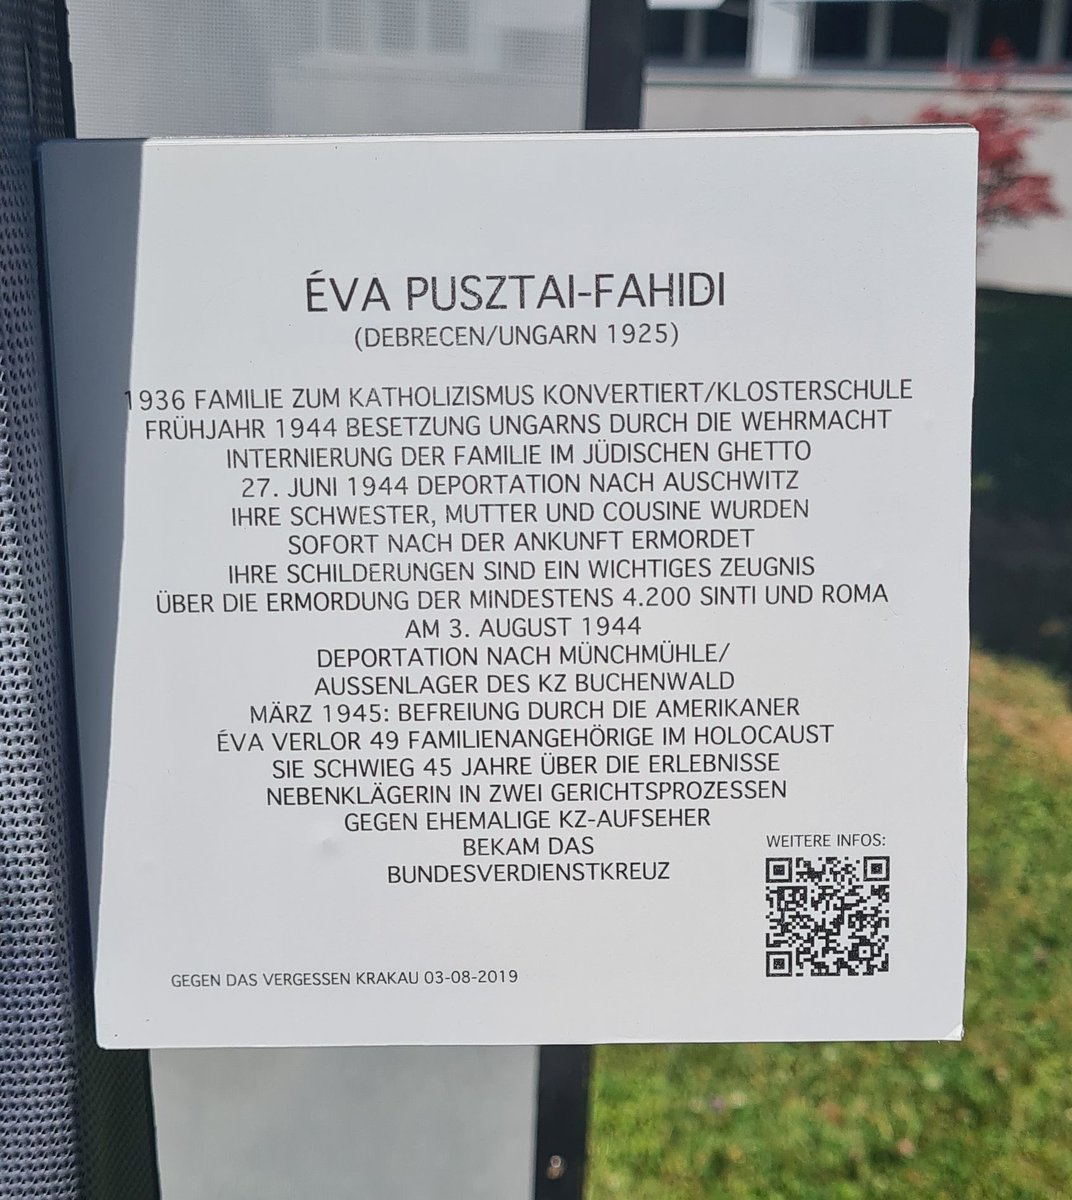 ÉVA PUSZTAI-FAHIDI
(DEBRECEN/UNGARN 1925)
1936 FAMILIE ZUM KATHOLIZISMUS KONVERTIERT/KLOSTERSCHULE
FRÜHJAHR 1944 BESETZUNG UNGARNS DURCH DIE WEHRMACHT
INTERNIERUNG DER FAMILIE IM JÜDISCHEN GHETTO
27. JUNI 1944 DEPORTATION NACH AUSCHWITZ
IHRE SCHWESTER, MUTTER UND COUSINE WURDEN
SOFORT NACH DER ANKUNFT ERMORDET
IHRE SCHILDERUNGEN SIND EIN WICHTIGES ZEUGNIS
ÜBER DIE ERMORDUNG DER MINDESTENS 4.200 SINTI UND ROMA
AM 3. AUGUST 1944
DEPORTATION NACH MÜNCHMÜHLE/
AUSSENLAGER DES KZ BUCHENWALD
MÄRZ 1945: BEFREIUNG DURCH DIE AMERIKANER
ÉVA VERLOR 49 FAMILIENANGEHÖRIGE IM HOLOCAUST
SIE SCHWIEG 45 JAHRE ÜBER DIE ERLEBNISSE
NEBENKLÄGERIN IN ZWEI GERICHTSPROZESSEN
GEGEN EHEMALIGE KZ-AUFSEHER
BEKAM DAS
BUNDESVERDIENSTKREUZ
WEITERE INFOS:
GEGEN DAS VERGESSEN KRAKAU 03-08-2019